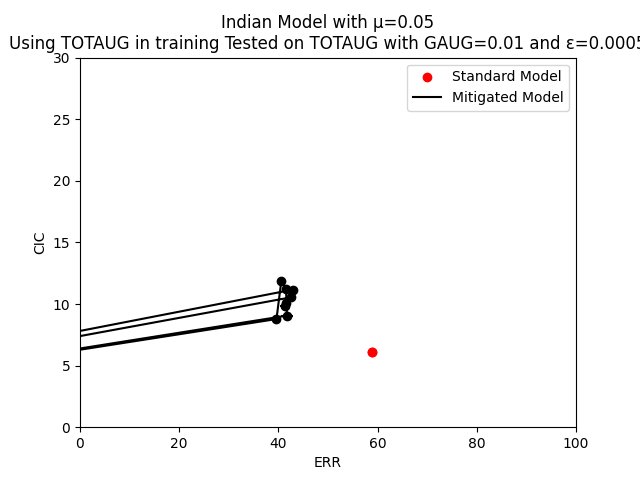 Indian Model with μ=0.05
Using TOTAUG in training Tested on TOTAUG with GAUG=0.01 and ε=0.0005
Standard Model
Mitigated Model
30
25
20
15
10
5
0
CIC
0 20 40 60 80 100
ERR